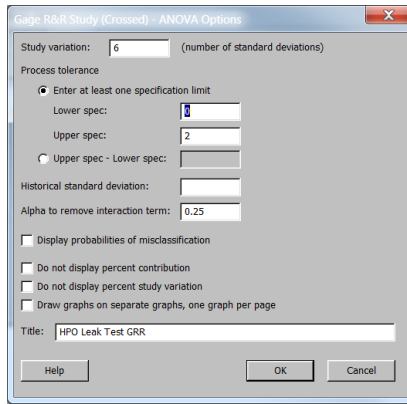 Gage R&R Study (Crossed) - ANOVA Options
Study variation: 6 (number of standard deviations)
Process tolerance
Enter at least one specification limit
Lower spec: 0
Upper spec: 2
Upper spec - Lower spec:
Historical standard deviation:
Alpha to remove interaction term: 0.25
Display probabilities of misclassification
Do not display percent contribution
Do not display percent study variation
Draw graphs on separate graphs, one graph per page
Title: HPO Leak Test GRR
Help OK Cancel